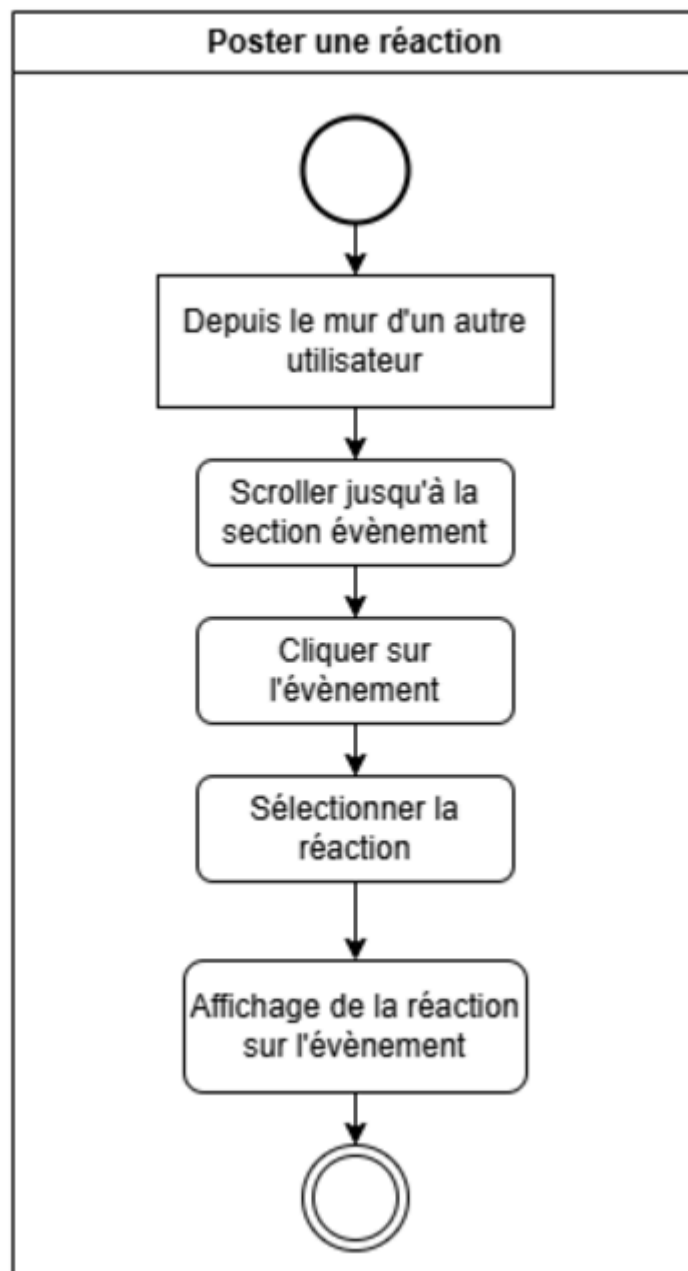 Poster une réaction
Depuis le mur d'un autre
utilisateur
Scroller jusqu'à la
section évènement
Cliquer sur
l'évènement
Sélectionner la
réaction
Affichage de la réaction
sur l'évènement